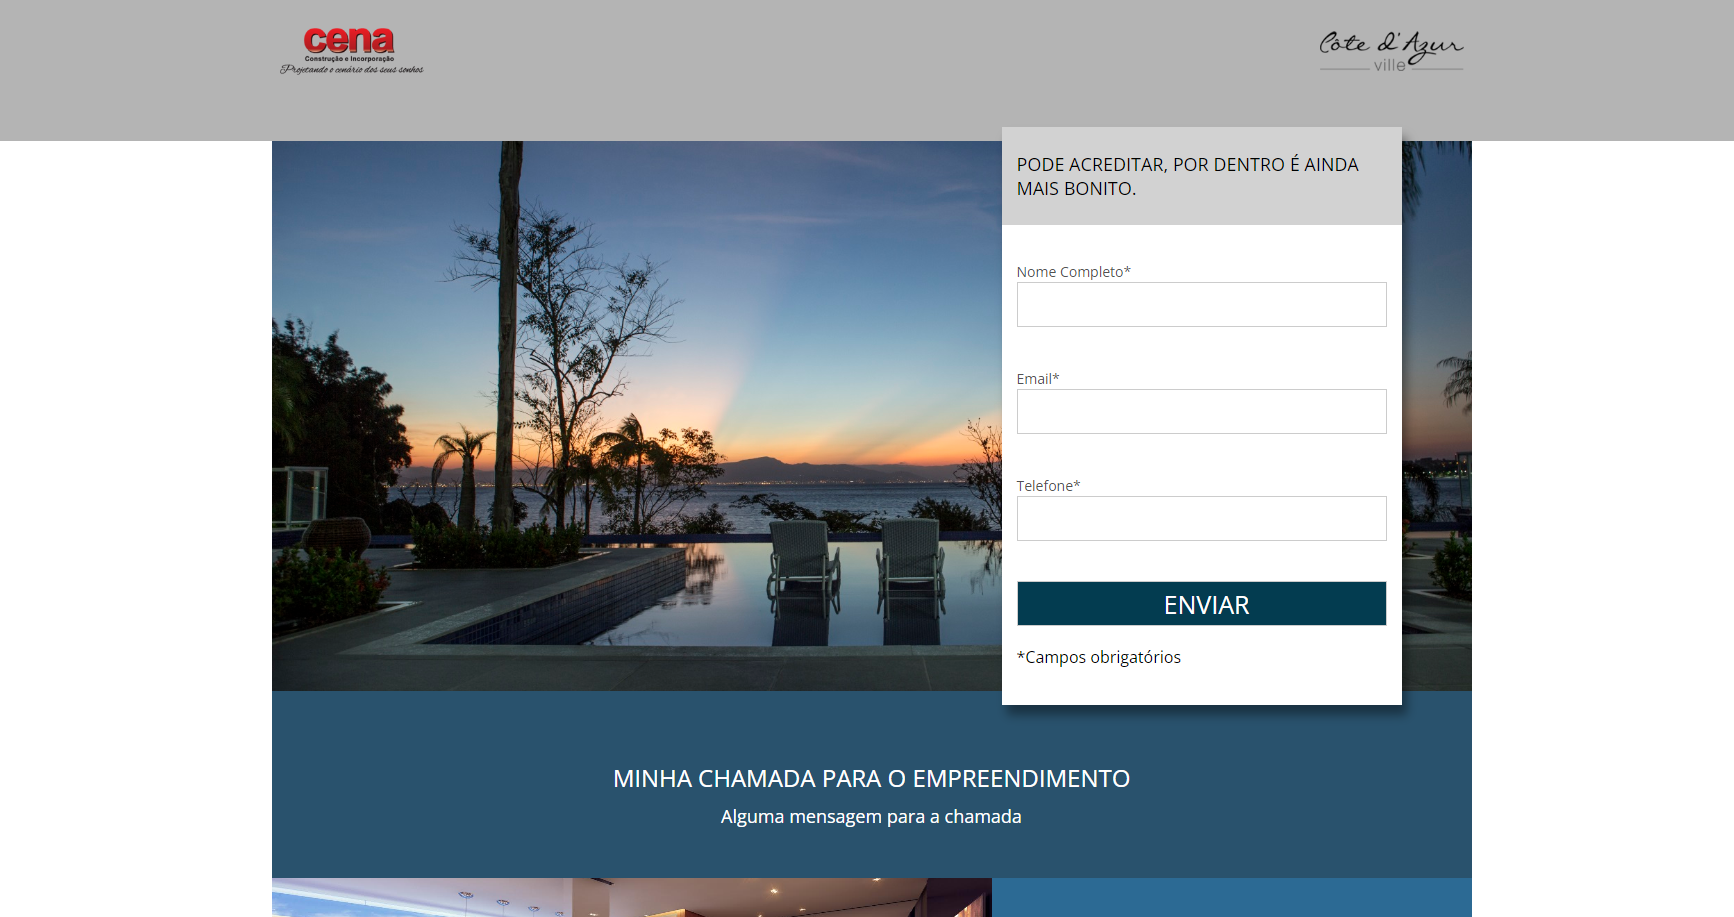 cena
Construção e Incorporação
Projetando o cenário dos seus sonhos
Côte d'Azur
ville
PODE ACREDITAR, POR DENTRO É AINDA
MAIS BONITO.
Nome Completo*
Email*
Telefone*
ENVIAR
*Campos obrigatórios
MINHA CHAMADA PARA O EMPREENDIMENTO
Alguma mensagem para a chamada